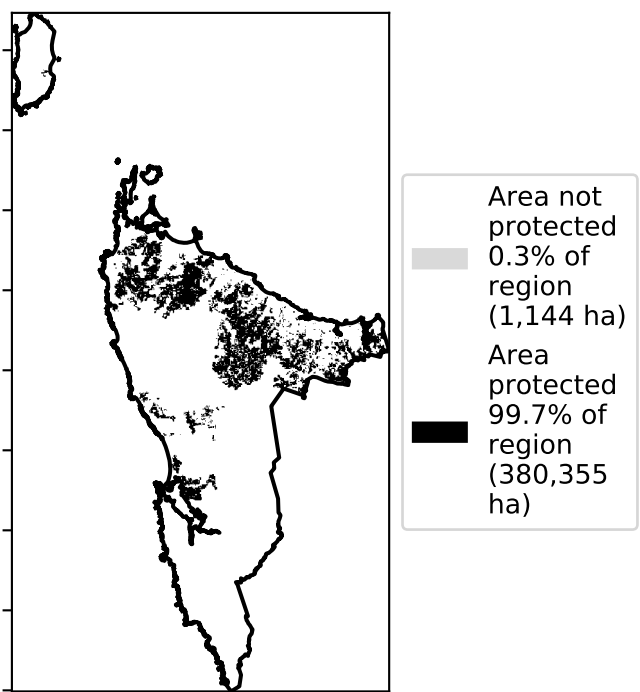 Area not
protected
0.3% of
region
(1,144 ha)
Area
protected
99.7% of
region
(380,355
ha)